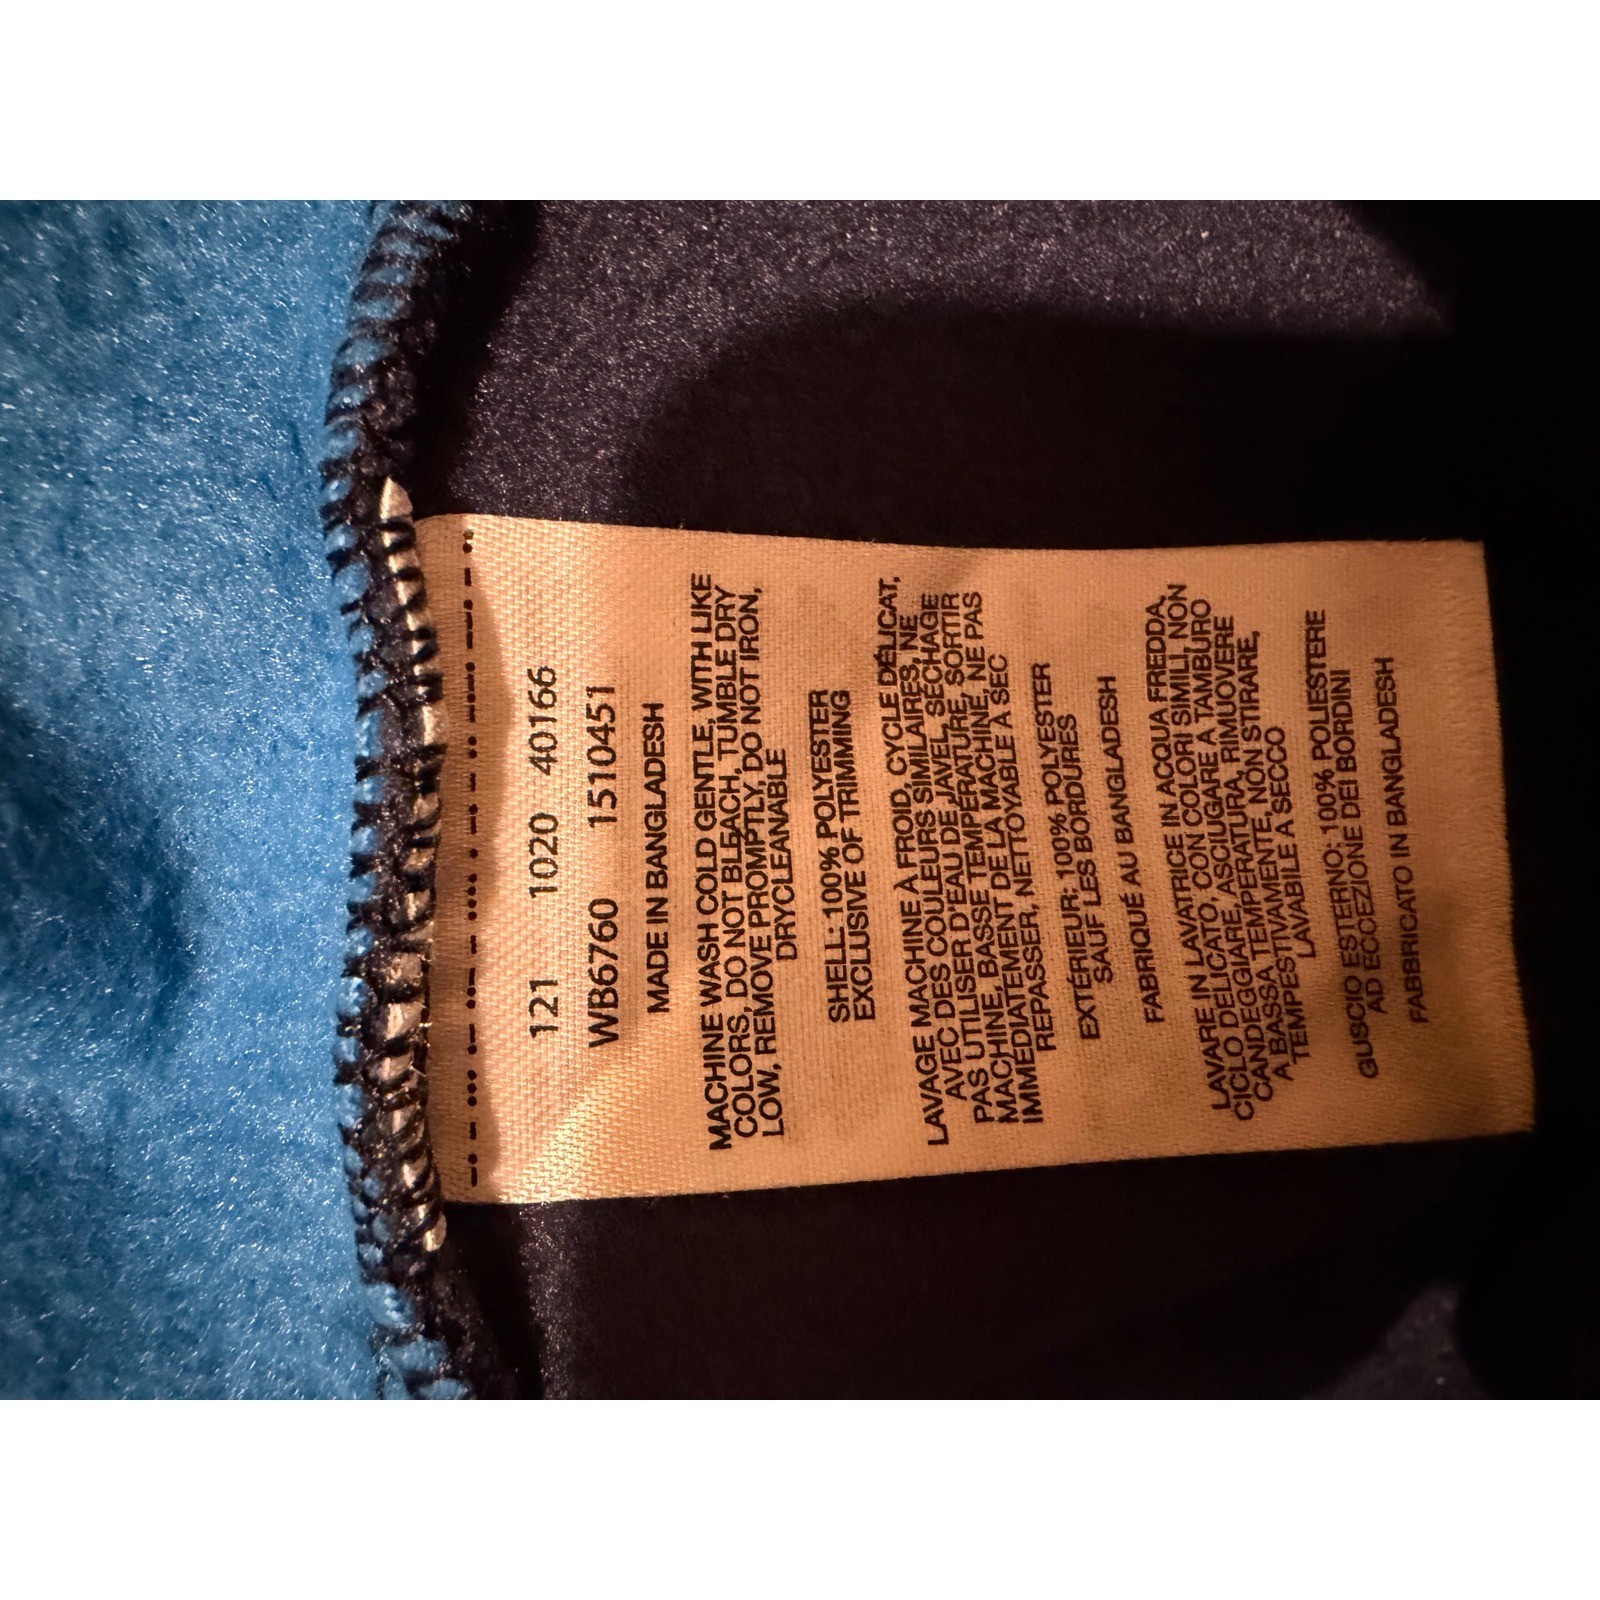 121 1020 40166
WB6760 1510451
MADE IN BANGLADESH
MACHINE WASH COLD GENTLE, WITH LIKE
COLORS, DO NOT BLEACH, TUMBLE DRY
LOW, REMOVE PROMPTLY, DO NOT IRON,
DRYCLEANABLE
SHELL: 100% POLYESTER
EXCLUSIVE OF TRIMMING
LAVAGE MACHINE À FROID, CYCLE DÉLICAT,
AVEC DES COULEURS SIMILAIRES, NE
PAS UTILISER D'EAU DE JAVEL, SÉCHAGE
MACHINE, BASSE TEMPÉRATURE, SORTIR
IMMÉDIATEMENT DE LA MACHINE, NE PAS
REPASSER, NETTOYABLE À SEC
EXTÉRIEUR: 100% POLYESTER
SAUF LES BORDURES
FABRIQUÉ AU BANGLADESH
LAVARE IN LAVATRICE IN ACQUA FREDDA,
CICLO DELICATO, CON COLORI SIMILI, NON
CANDEGGIARE, ASCIUGARE A TAMBURO
A BASSA TEMPERATURA, RIMUOVERE
TEMPESTIVAMENTE, NON STIRARE,
LAVABILE A SECCO
GUSCIO ESTERNO: 100% POLIESTERE
AD ECCEZIONE DEI BORDINI
FABBRICATO IN BANGLADESH